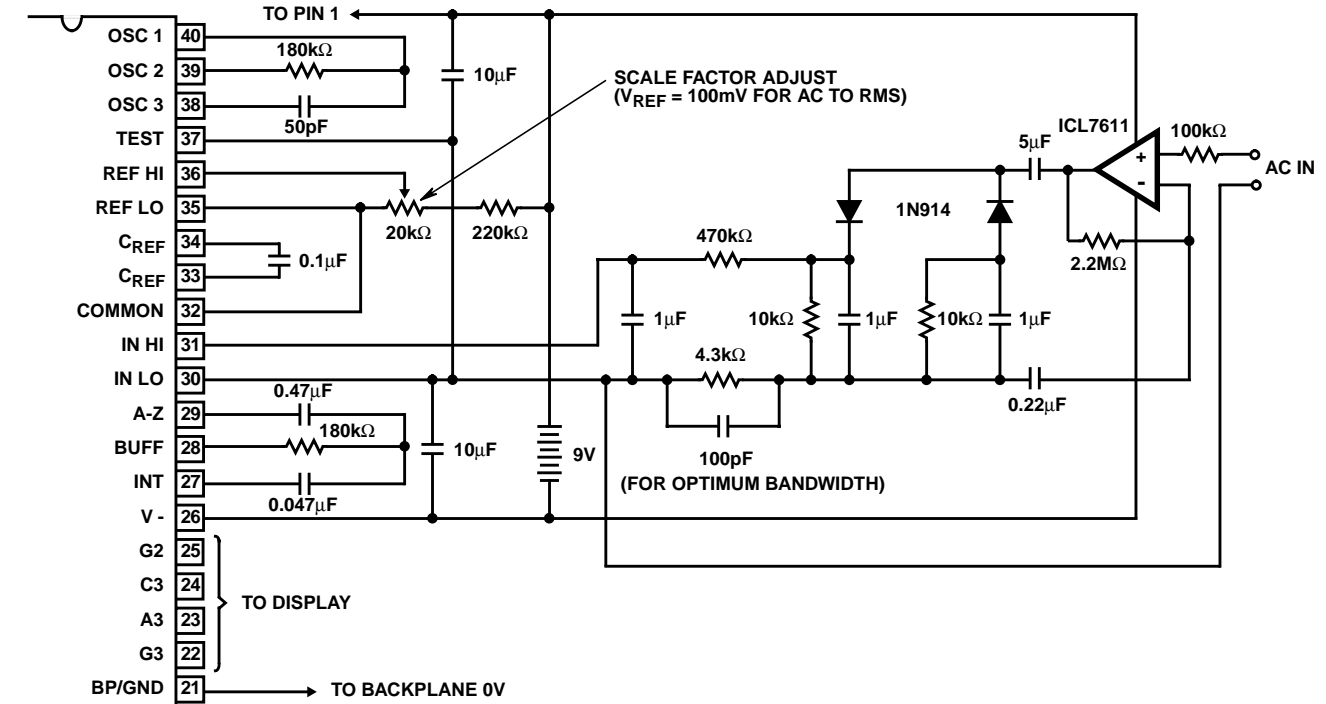 TO PIN 1
OSC 1 40
180kΩ
OSC 2 39
10μF
SCALE FACTOR ADJUST
(VREF = 100mV FOR AC TO RMS)
OSC 3 38
50pF
TEST 37
ICL7611
100kΩ
5μF
+
-
AC IN
REF HI 36
REF LO 35
20kΩ
220kΩ
1N914
CREF 34
0.1μF
CREF 33
470kΩ
2.2MΩ
COMMON 32
1μF
10kΩ
1μF
10kΩ
1μF
IN HI 31
4.3kΩ
IN LO 30
0.47μF
0.22μF
A-Z 29
180kΩ
BUFF 28
10μF
9V
100pF
INT 27
(FOR OPTIMUM BANDWIDTH)
0.047μF
V - 26
G2 25
C3 24
TO DISPLAY
A3 23
G3 22
BP/GND 21
TO BACKPLANE 0V